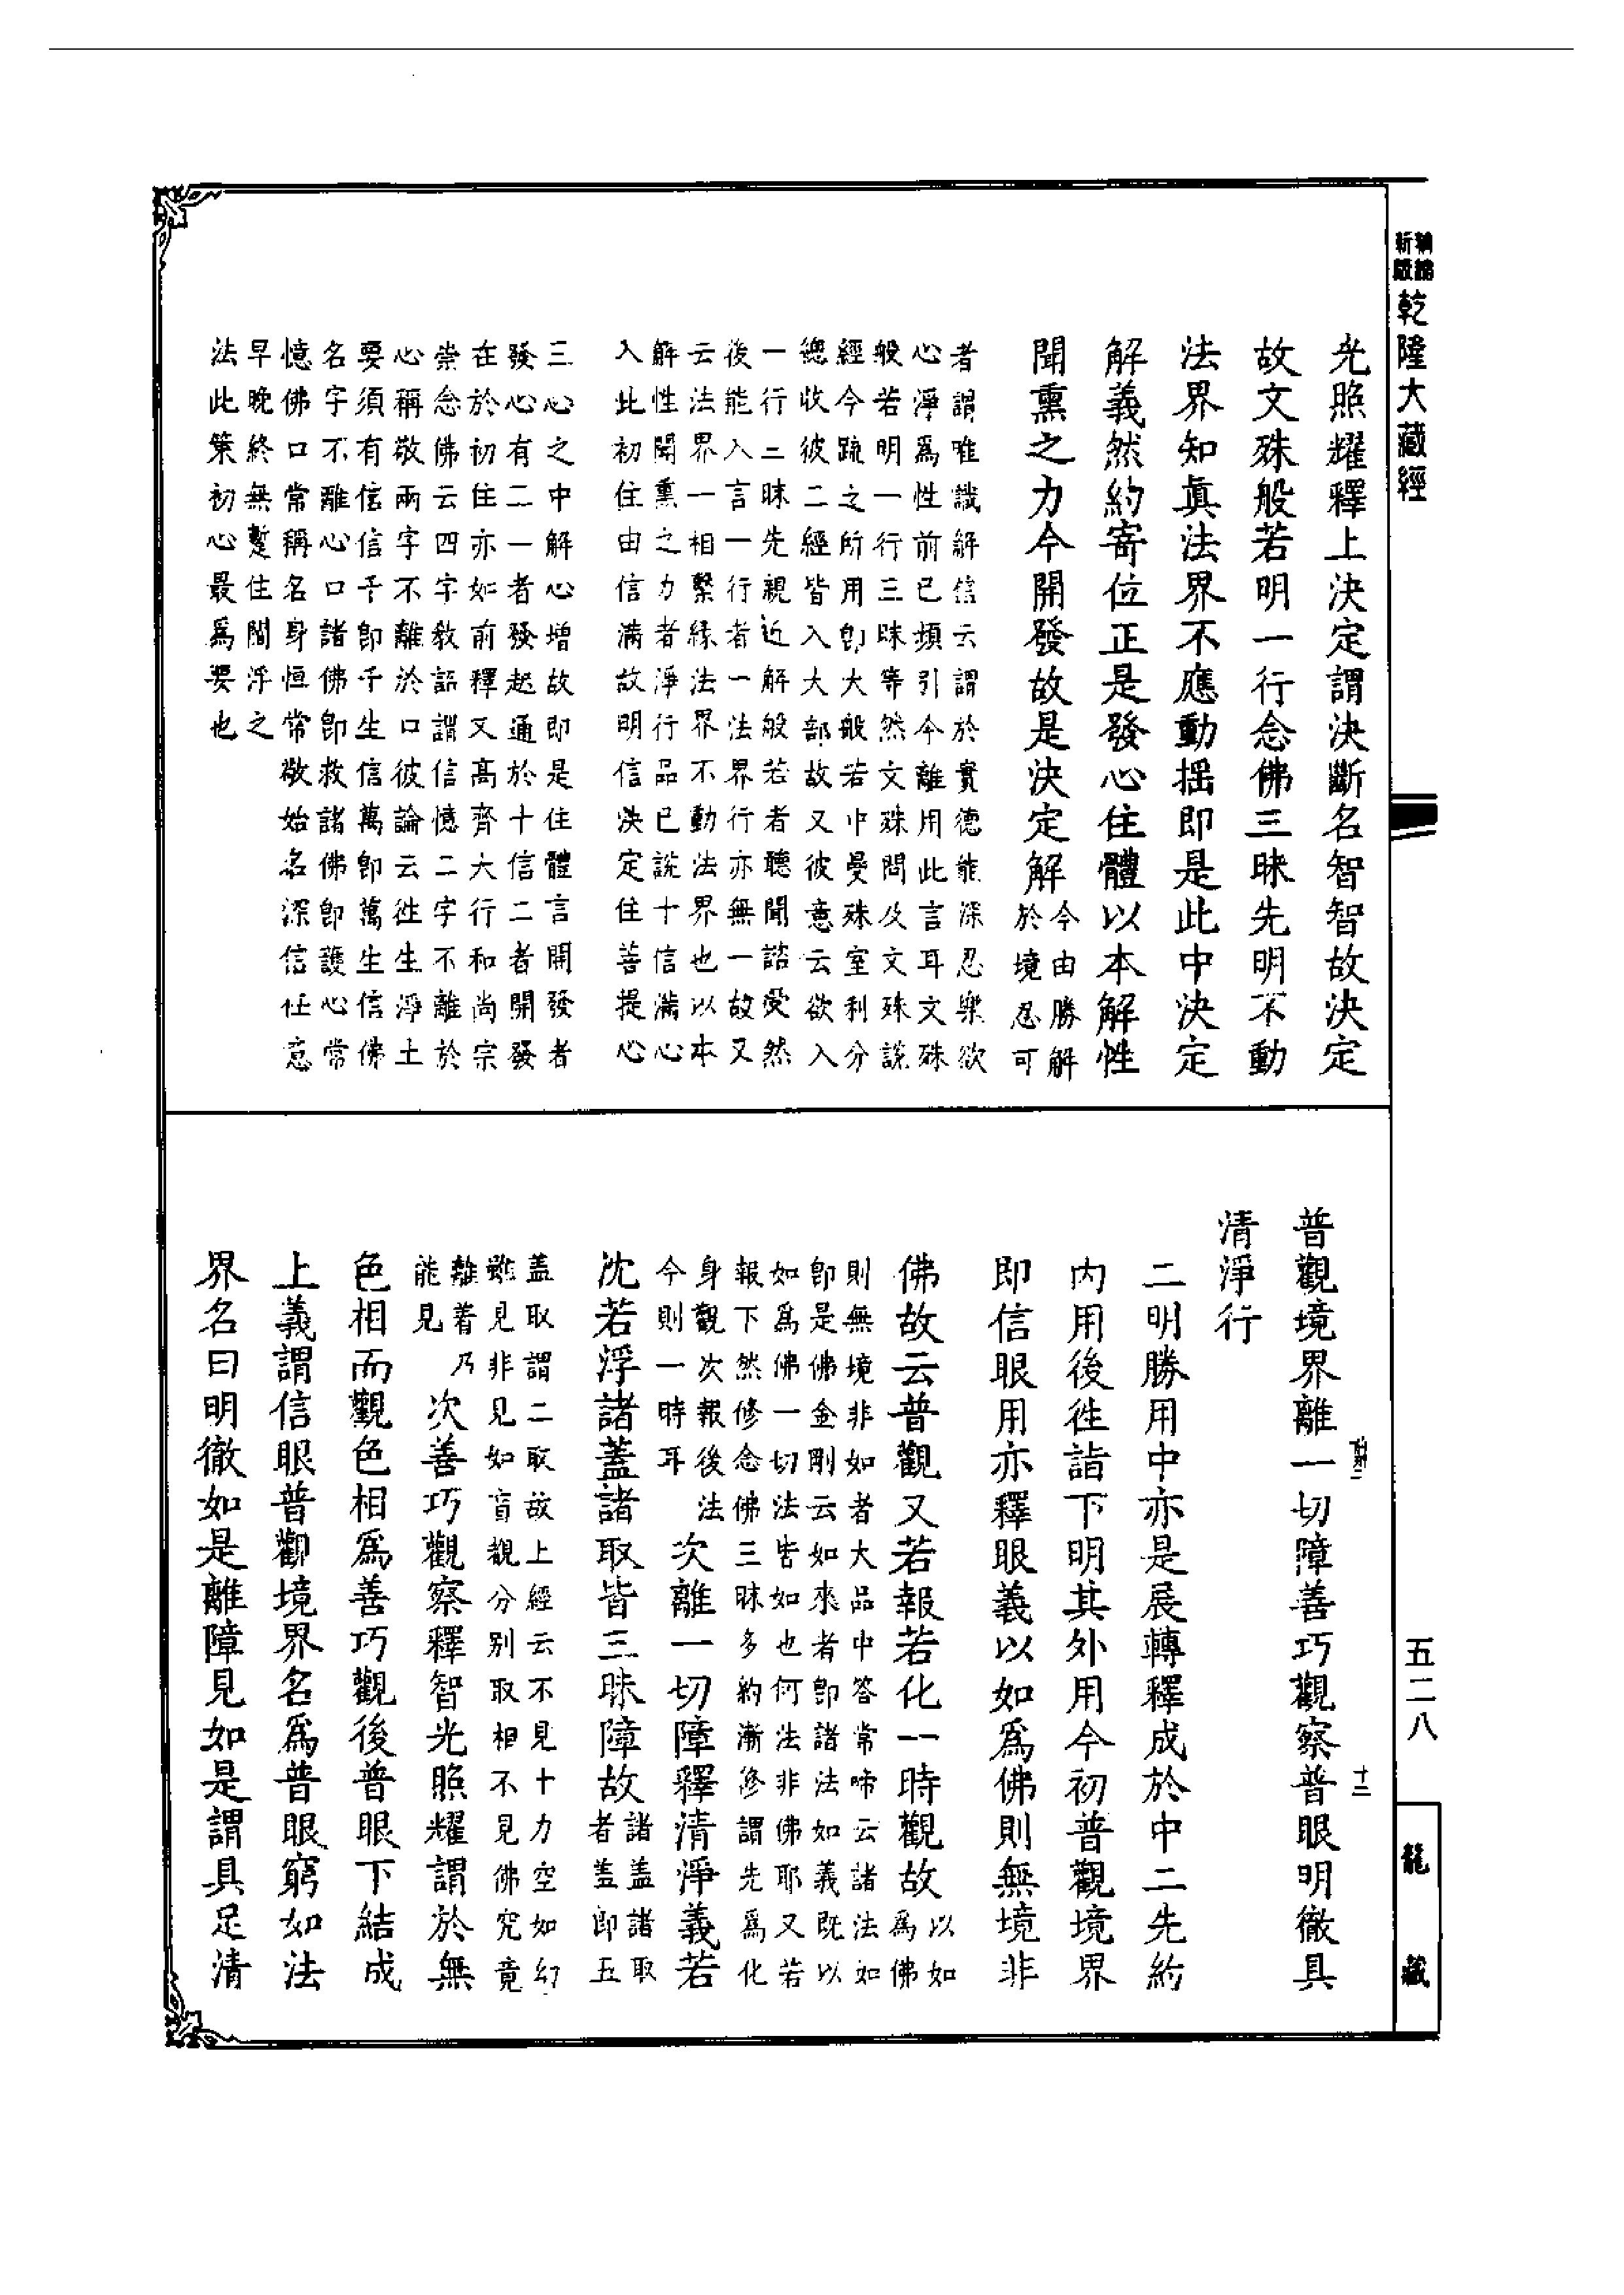 新編
縮版
乾隆大藏經
光照耀釋上決定謂決斷名智智故決定
故文殊般若明一行念佛三昧先明不動
法界知真法界不應動搖即是此中決定
解義然約寄位正是發心住體以本解性
聞熏之力今開發故是決定解
今由勝解
於境忍可
者謂唯識解信云謂於實德能深忍樂欲
心淨為性前已頻引今離用此言耳文殊
般若明一行三昧等然文殊問及文殊說
經今疏之所用即大般若中曼殊室利分
總收彼二經皆入大部故又彼意云欲入
一行三昧先親近解般若者聽聞諮受然
後能入言一行者一法界行亦無一故又
云法界一相繫緣法界不動法界也以本
解性聞熏之力者淨行品已說十信滿心
入此初住由信滿故明信決定住菩提心
三心之中解心增故即是住體言開發者
發心有二一者發起通於十信二者開發
在於初住亦如前釋又高齊大行和尚宗
崇念佛云四字教詔謂信憶二字不離於
心稱敬兩字不離於口彼論云往生淨土
要須有信信千即千生信萬即萬生信佛
名字不離心口諸佛即救諸佛即護心常
憶佛口常稱名身恒常敬始名深信任意
早晚終無蹔住閻浮之
法此策初心最為要也
普觀境界離一切障善巧觀察普眼明徹具
清淨行
二明勝用中亦是展轉釋成於中二先約
內用後往詣下明其外用今初普觀境界
即信眼用亦釋眼義以如為佛則無境非
佛故云普觀又若報若化一時觀故
以如
為佛
則無境非如者大品中答常啼云諸法如
即是佛金剛云如來者即諸法如義既以
如為佛一切法皆如也何法非佛耶又若
報下然修念佛三昧多約漸修謂先為化
身觀次報後法
今則一時耳
次離一切障釋清淨義若
沈若浮諸蓋諸取皆三昧障故
諸蓋諸取
者蓋即五
蓋取謂二取故上經云不見十力空如幻
雖見非見如盲覩分別取相不見佛究竟
離着乃
能見
次善巧觀察釋智光照耀謂於無
色相而觀色相為善巧觀後普眼下結成
上義謂信眼普觀境界名為普眼窮如法
界名曰明徹如是離障見如是謂具足清
十二
五二八
龍藏